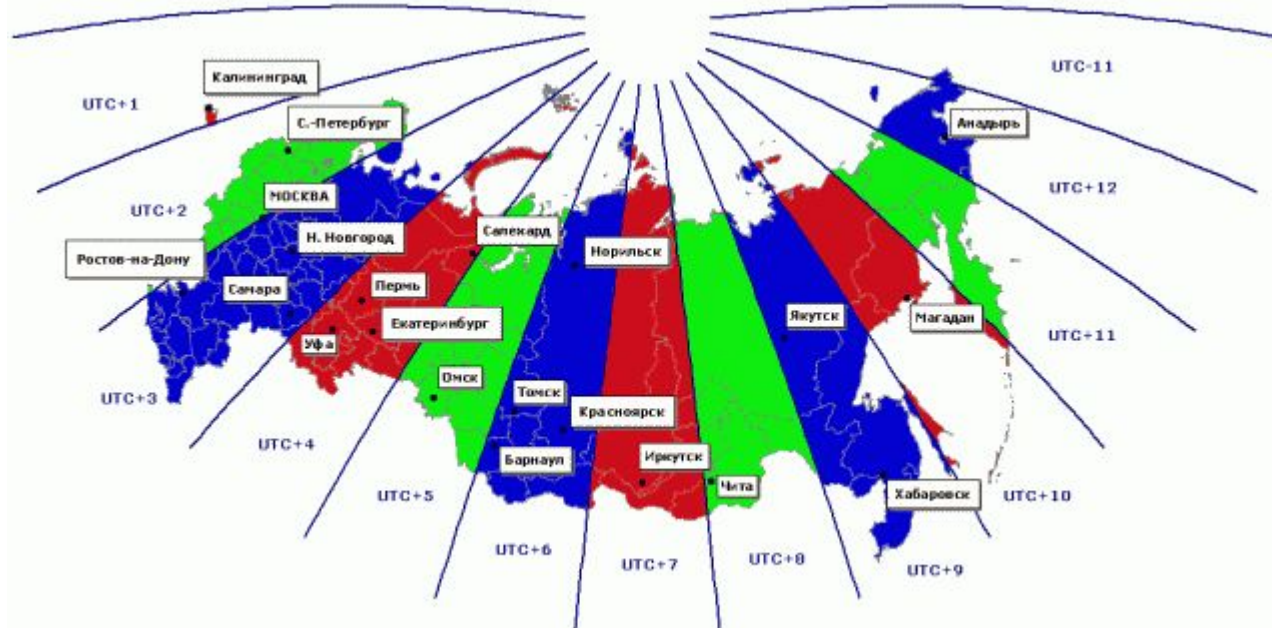 UTC-11
Калининград
UTC+1
С.-Петербург
Анадырь
UTC+12
МОСКВА
UTC+2
Н. Новгород
Салехард
Норильск
Ростов-на-Дону
Самара
Пермь
Якутск
Магадан
Екатеринбург
UTC+11
Уфа
Омск
Томск
UTC+3
Красноярск
UTC+4
Барнаул
Иркутск
Чита
UTC+5
Хабаровск
UTC+10
UTC+6
UTC+7
UTC+8
UTC+9